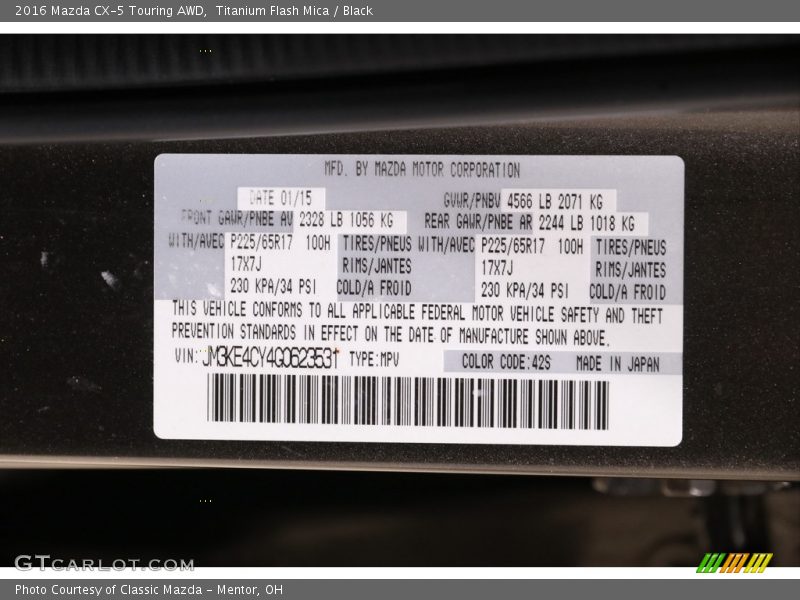 2016 Mazda CX-5 Touring AWD,  Titanium Flash Mica / Black
MFD. BY MAZDA MOTOR CORPORATION
DATE 01/15 GVWR/PNBV 4566 LB 2071 KG
FRONT GAWR/PNBE AV 2328 LB 1056 KG REAR GAWR/PNBE AR 2244 LB 1018 KG
WITH/AVEC P225/65R17 100H TIRES/PNEUS WITH/AVEC P225/65R17 100H TIRES/PNEUS
17X7J RIMS/JANTES 17X7J RIMS/JANTES
230 KPA/34 PSI COLD/A FROID 230 KPA/34 PSI COLD/A FROID
THIS VEHICLE CONFORMS TO ALL APPLICABLE FEDERAL MOTOR VEHICLE SAFETY AND THEFT
PREVENTION STANDARDS IN EFFECT ON THE DATE OF MANUFACTURE SHOWN ABOVE.
VIN: JM3KE4CY4G0623531 TYPE:MPV COLOR CODE:42S MADE IN JAPAN
GTCARLOT.COM
Photo Courtesy of Classic Mazda - Mentor, OH